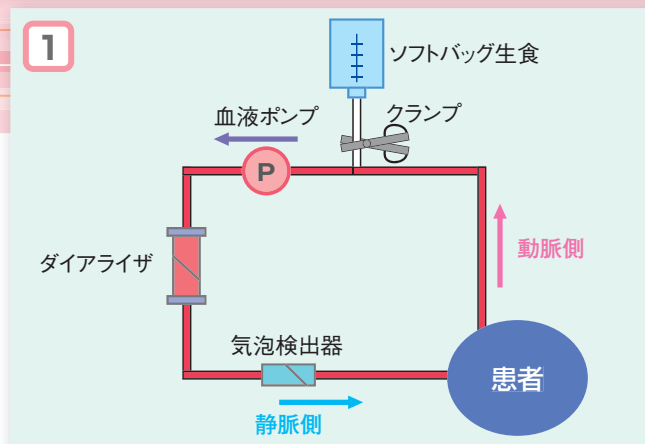 1
ソフトバッグ生食
血液ポンプ
クランプ
P
動脈側
ダイアライザ
気泡検出器
患者
静脈側